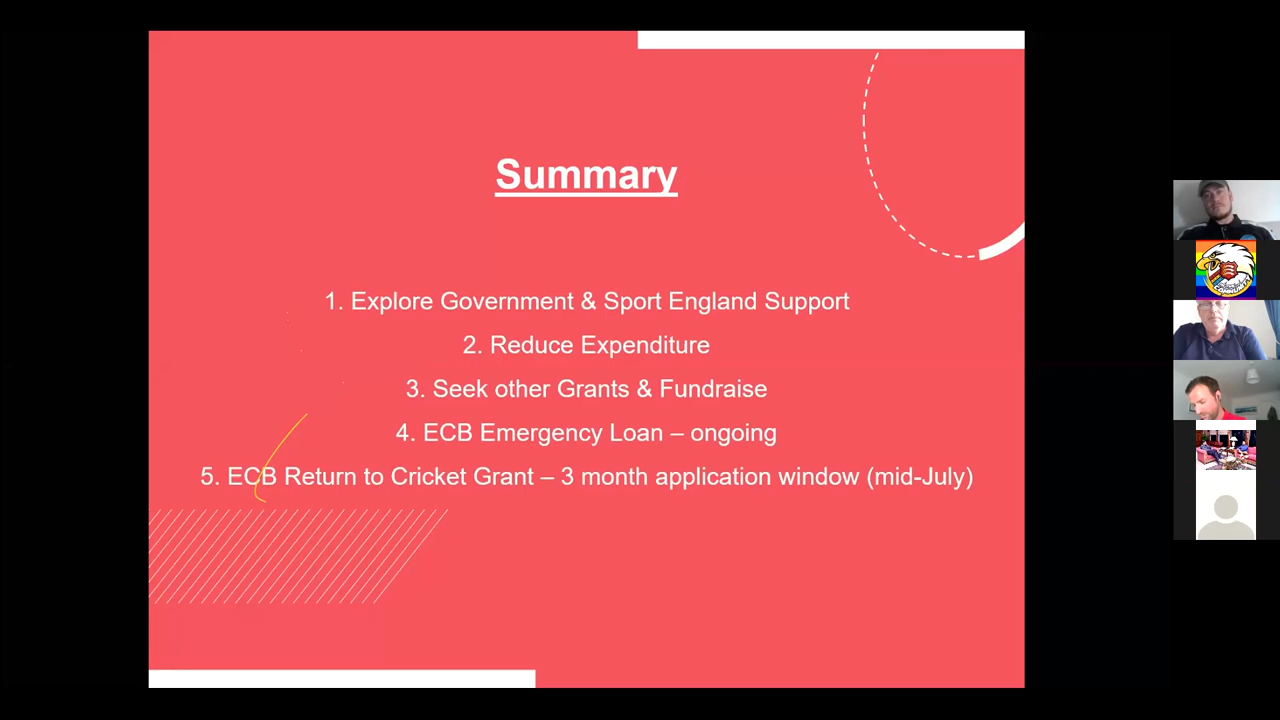 Summary
1. Explore Government & Sport England Support
2. Reduce Expenditure
3. Seek other Grants & Fundraise
4. ECB Emergency Loan – ongoing
5. ECB Return to Cricket Grant – 3 month application window (mid-July)